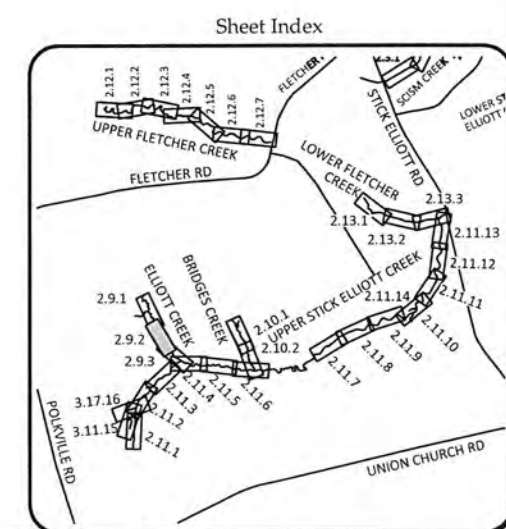 Sheet Index
2.12.1
2.12.2
2.12.3
2.12.4
2.12.5
2.12.6
2.12.7
UPPER FLETCHER CREEK
FLETCHER RD
STICK ELLIOTT RD
SCISM CREEK
LOWER FLETCHER
CREEK
2.13.1
2.13.2
2.13.3
2.11.13
2.11.12
2.11.11
2.11.10
2.11.14
2.11.9
2.11.8
2.11.7
UPPER STICK ELLIOTT CREEK
BRIDGES CREEK
2.10.1
2.10.2
ELLIOTT CREEK
2.9.1
2.9.2
2.9.3
2.11.6
2.11.5
2.11.4
2.11.3
2.11.2
3.17.16
3.11.15
2.11.1
POLKVILLE RD
UNION CHURCH RD